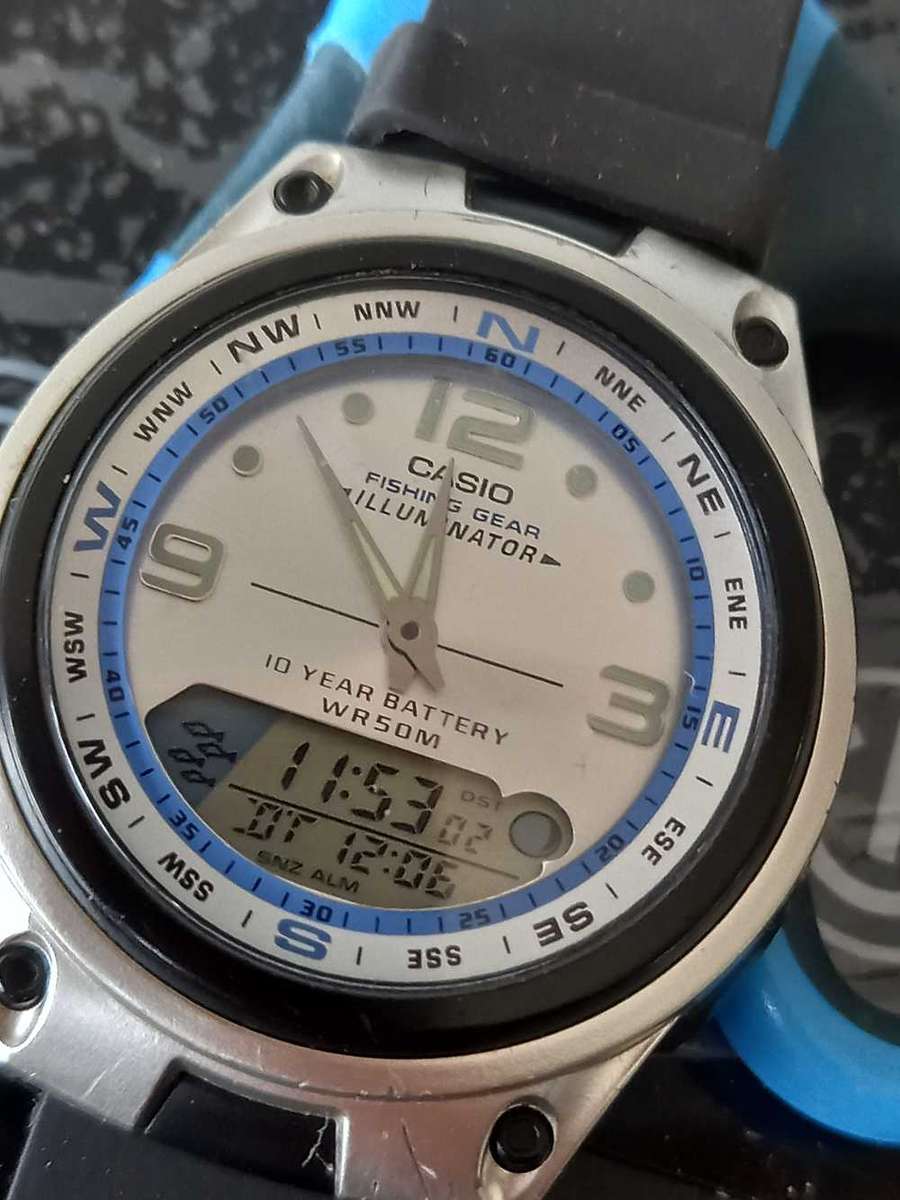 N
NNE
NE
ENE
E
ESE
SE
SSE
S
SSW
SW
WSW
W
WNW
NW
NNW
60
05
10
15
20
25
30
35
40
45
50
55
12
3
9
CASIO
FISHING GEAR
ILLUMINATOR
10 YEAR BATTERY
WR50M
11:53 02
DST
DT 12:06
SNZ ALM